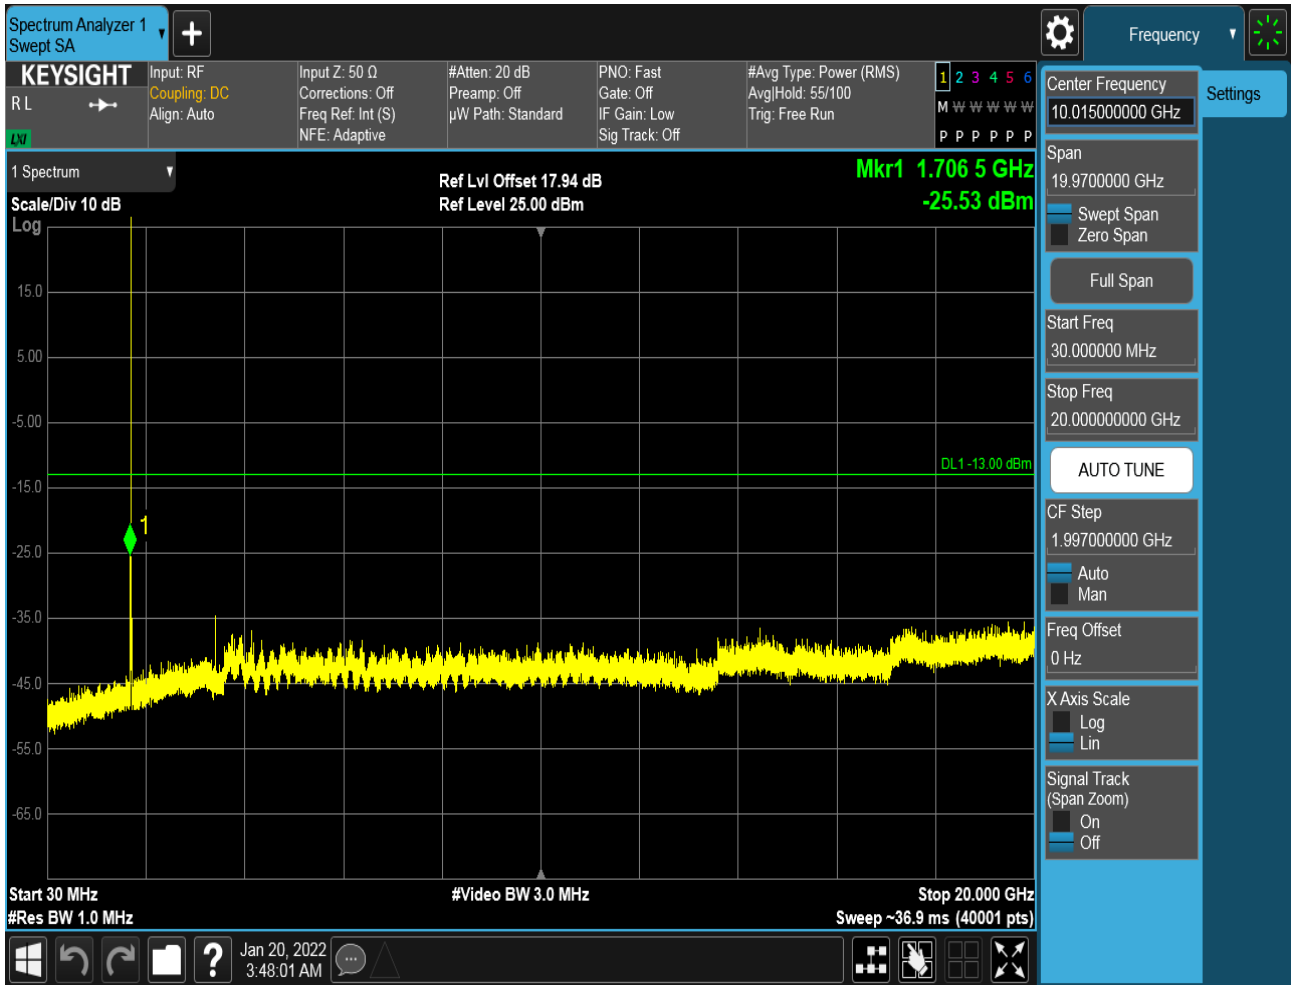 Spectrum Analyzer 1
Swept SA
+
Frequency
KEYSIGHT
R L
LXI
Input: RF
Coupling: DC
Align: Auto
Input Z: 50 Ω
Corrections: Off
Freq Ref: Int (S)
NFE: Adaptive
#Atten: 20 dB
Preamp: Off
µW Path: Standard
PNO: Fast
Gate: Off
IF Gain: Low
Sig Track: Off
#Avg Type: Power (RMS)
Avg|Hold: 55/100
Trig: Free Run
1 2 3 4 5 6
M W W W W W
P P P P P P
1 Spectrum
Scale/Div 10 dB
Log
Ref Lvl Offset 17.94 dB
Ref Level 25.00 dBm
Mkr1 1.706 5 GHz
-25.53 dBm
15.0
5.00
-5.00
DL1 -13.00 dBm
-15.0
1
-25.0
-35.0
-45.0
-55.0
-65.0
Start 30 MHz
#Res BW 1.0 MHz
#Video BW 3.0 MHz
Stop 20.000 GHz
Sweep ~36.9 ms (40001 pts)
?
Jan 20, 2022
3:48:01 AM
Center Frequency
10.015000000 GHz
Settings
Span
19.9700000 GHz
Swept Span
Zero Span
Full Span
Start Freq
30.000000 MHz
Stop Freq
20.000000000 GHz
AUTO TUNE
CF Step
1.997000000 GHz
Auto
Man
Freq Offset
0 Hz
X Axis Scale
Log
Lin
Signal Track
(Span Zoom)
On
Off